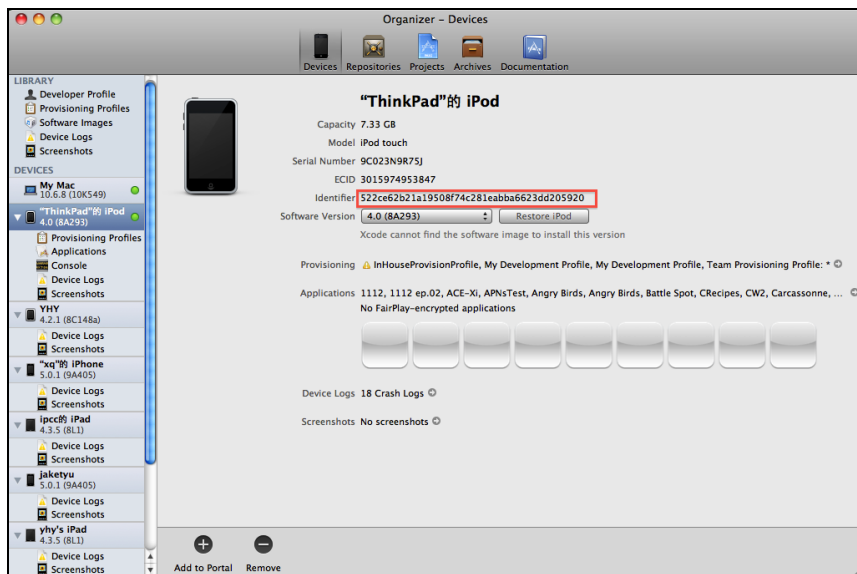 Organizer – Devices
Devices Repositories Projects Archives Documentation
LIBRARY
Developer Profile
Provisioning Profiles
Software Images
Device Logs
Screenshots
DEVICES
My Mac
10.6.8 (10K549)
"ThinkPad"的 iPod
4.0 (8A293)
Provisioning Profiles
Applications
Console
Device Logs
Screenshots
YHY
4.2.1 (8C148a)
Device Logs
Screenshots
"xq"的 iPhone
5.0.1 (9A405)
Device Logs
Screenshots
ipcc的 iPad
4.3.5 (8L1)
Device Logs
Screenshots
jaketyu
5.0.1 (9A405)
Device Logs
Screenshots
yhy's iPad
4.3.5 (8L1)
Device Logs
Screenshots
“ThinkPad”的 iPod
Capacity 7.33 GB
Model iPod touch
Serial Number 9C023N9R75J
ECID 3015974953847
Identifier 522ce62b21a19508f74c281eabba6623dd205920
Software Version 4.0 (8A293) Restore iPod
Xcode cannot find the software image to install this version
Provisioning InHouseProvisionProfile, My Development Profile, My Development Profile, Team Provisioning Profile: *
Applications 1112, 1112 ep.02, ACE-Xi, APNsTest, Angry Birds, Angry Birds, Battle Spot, CRecipes, CW2, Carcassonne, ...
No FairPlay-encrypted applications
Device Logs 18 Crash Logs
Screenshots No screenshots
Add to Portal Remove